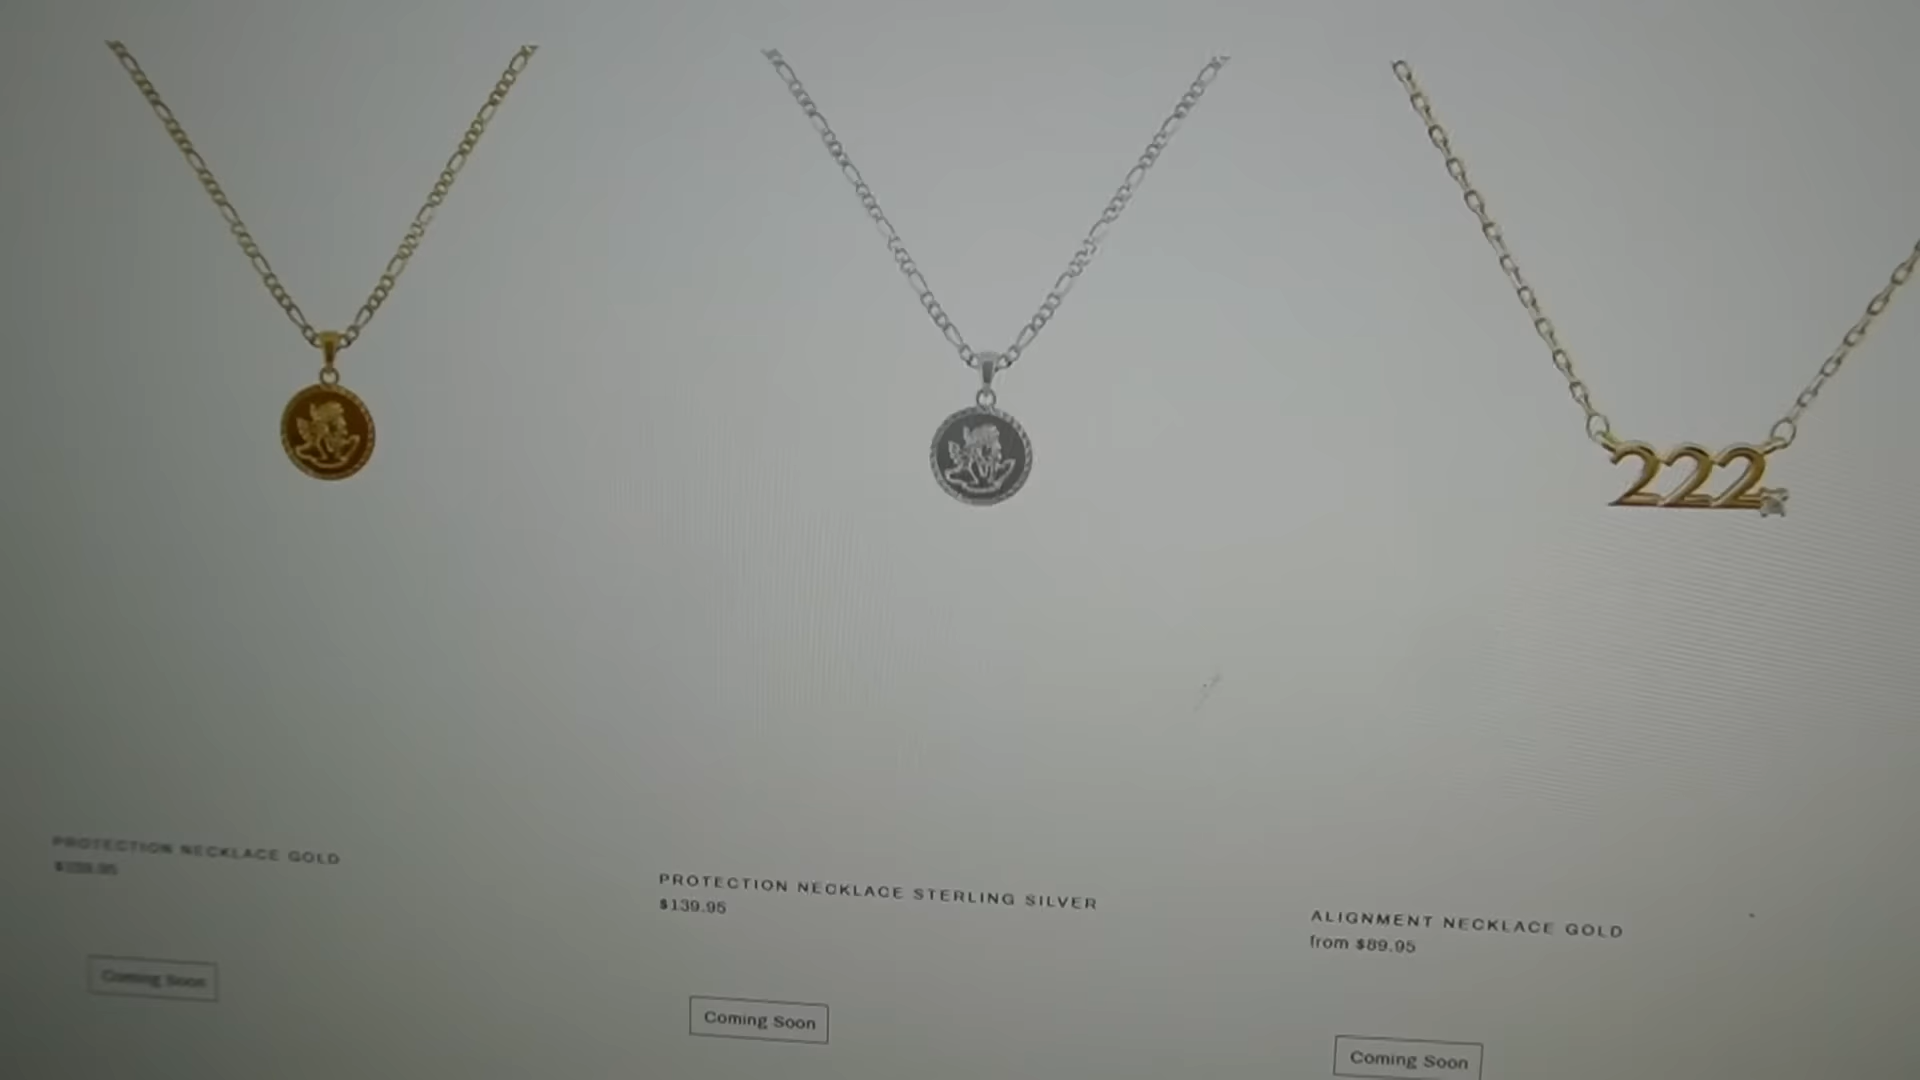 222
PROTECTION NECKLACE GOLD
Coming Soon
PROTECTION NECKLACE STERLING SILVER
$139.95
Coming Soon
ALIGNMENT NECKLACE GOLD
from $89.95
Coming Soon